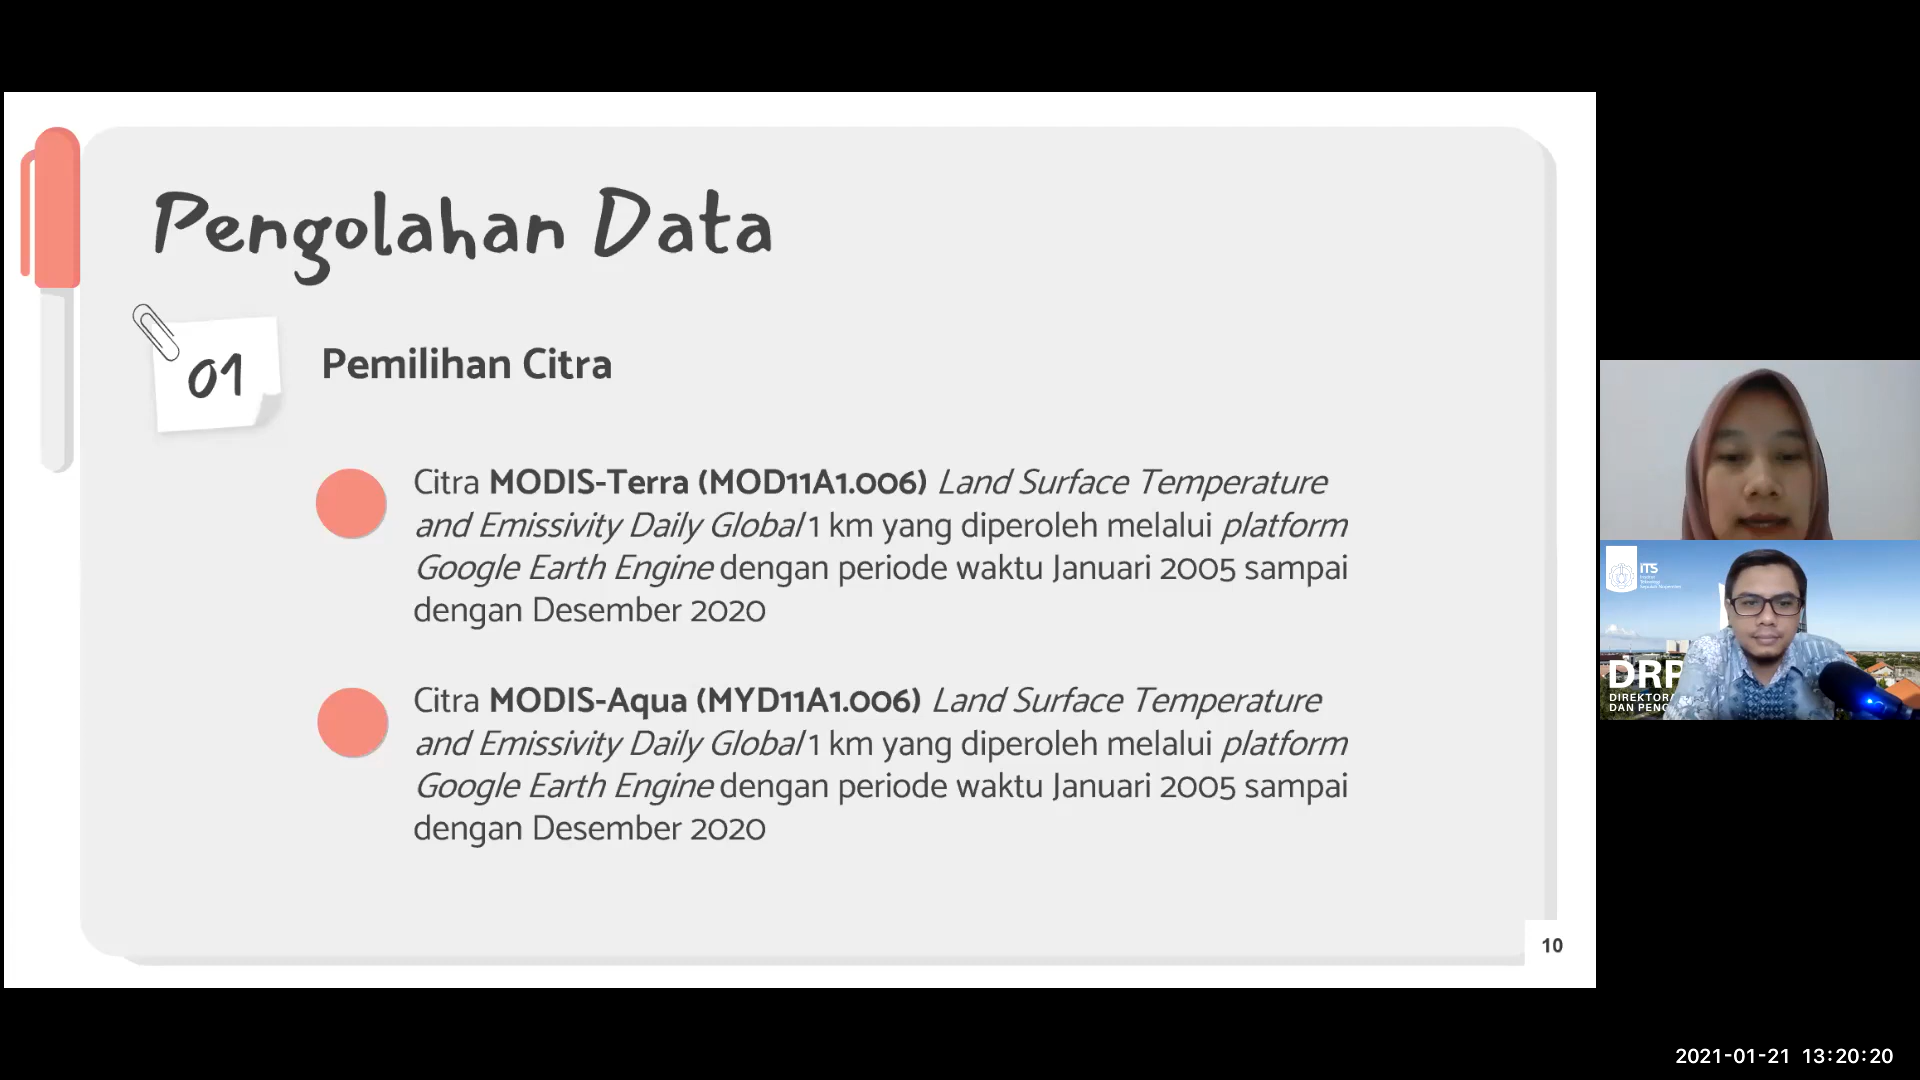 Pengolahan Data
01
Pemilihan Citra
Citra MODIS-Terra (MOD11A1.006) Land Surface Temperature
and Emissivity Daily Global 1 km yang diperoleh melalui platform
Google Earth Engine dengan periode waktu Januari 2005 sampai
dengan Desember 2020
Citra MODIS-Aqua (MYD11A1.006) Land Surface Temperature
and Emissivity Daily Global 1 km yang diperoleh melalui platform
Google Earth Engine dengan periode waktu Januari 2005 sampai
dengan Desember 2020
10
ITS
Institut
Teknologi
Sepuluh Nopember
DRP
DIREKTORA
DAN PENG
2021-01-21 13:20:20